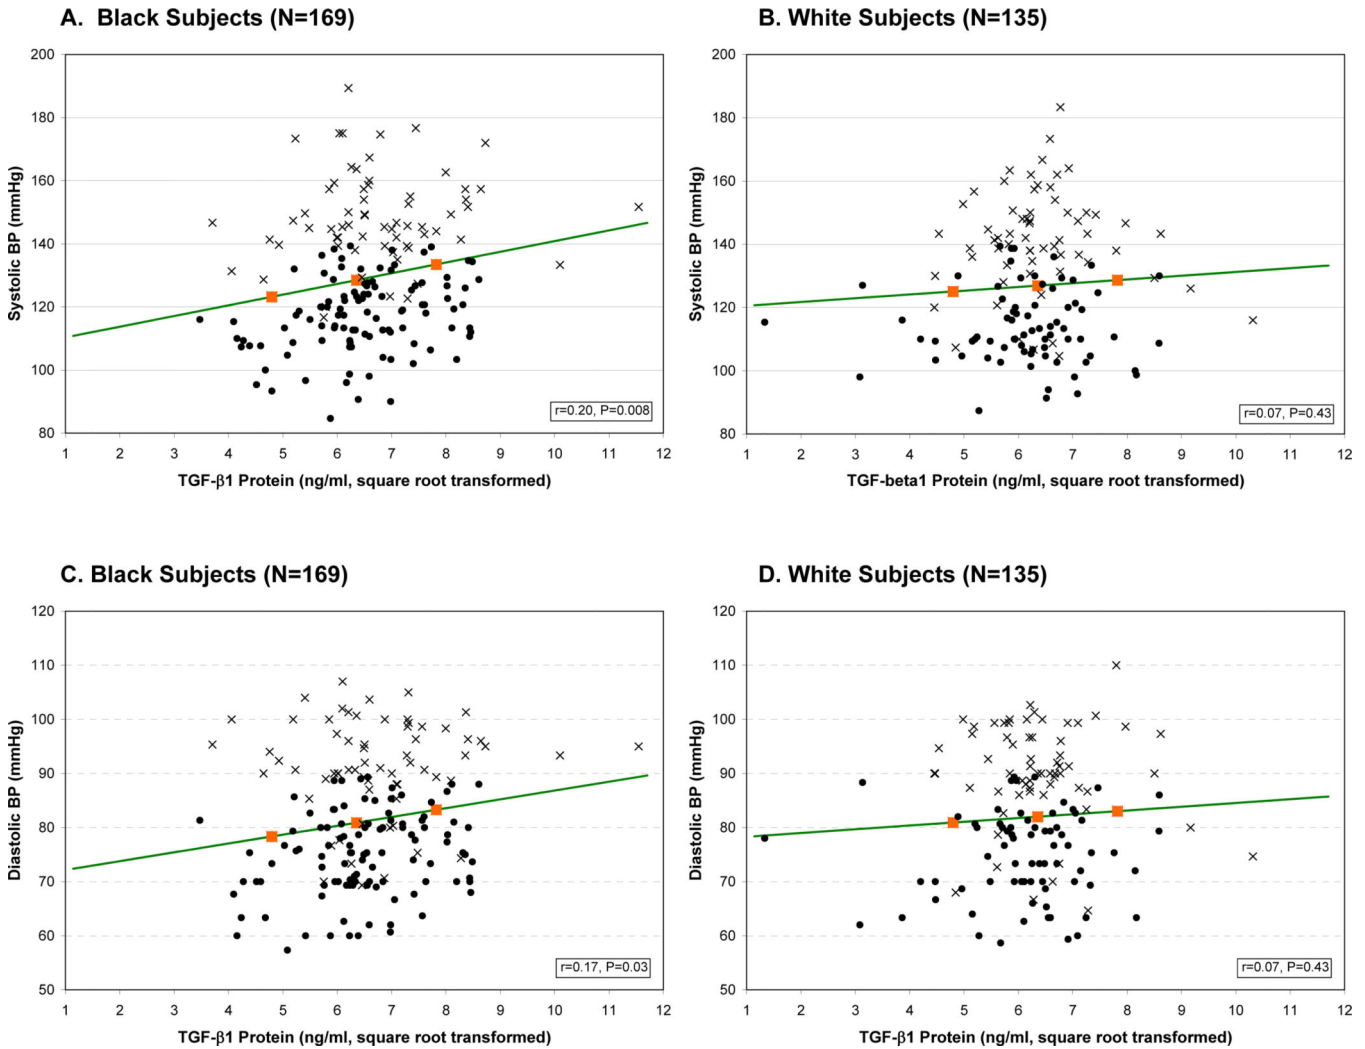 A. Black Subjects (N=169)
200
180
160
140
120
100
80
Systolic BP (mmHg)
r=0.20, P=0.008
1 2 3 4 5 6 7 8 9 10 11 12
TGF-β1 Protein (ng/ml, square root transformed)
B. White Subjects (N=135)
200
180
160
140
120
100
80
Systolic BP (mmHg)
r=0.07, P=0.43
1 2 3 4 5 6 7 8 9 10 11 12
TGF-beta1 Protein (ng/ml, square root transformed)
C. Black Subjects (N=169)
120
110
100
90
80
70
60
50
Diastolic BP (mmHg)
r=0.17, P=0.03
1 2 3 4 5 6 7 8 9 10 11 12
TGF-β1 Protein (ng/ml, square root transformed)
D. White Subjects (N=135)
120
110
100
90
80
70
60
50
Diastolic BP (mmHg)
r=0.07, P=0.43
1 2 3 4 5 6 7 8 9 10 11 12
TGF-β1 Protein (ng/ml, square root transformed)